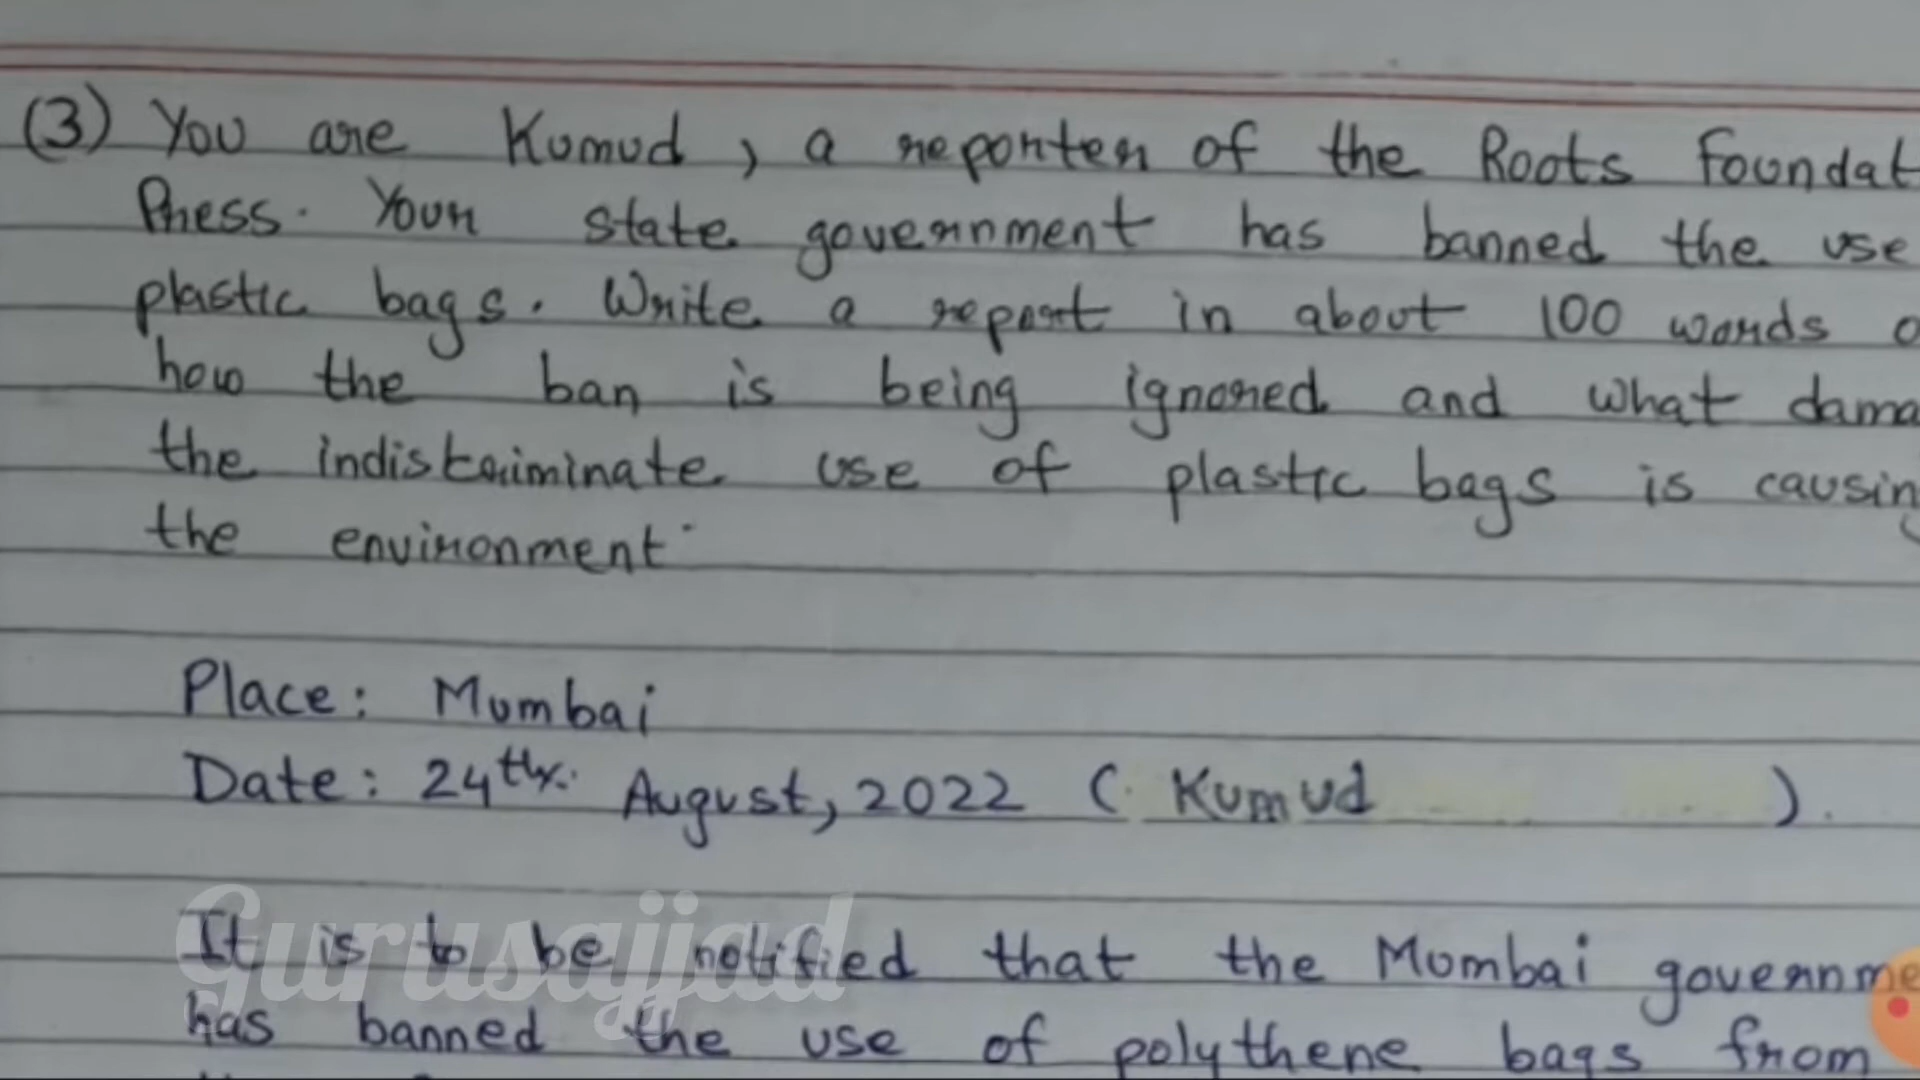 (3) You are Kumud, a reporter of the Roots Foundat
Press. Your state government has banned the use
plastic bags. Write a report in about 100 words o
how the ban is being ignored and what dama
the indiscriminate use of plastic bags is causing
the environment.
Place: Mumbai
Date: 24th August, 2022 ( Kumud ).
Gurusajjad
It is to be notified that the Mumbai governme
has banned the use of polythene bags from